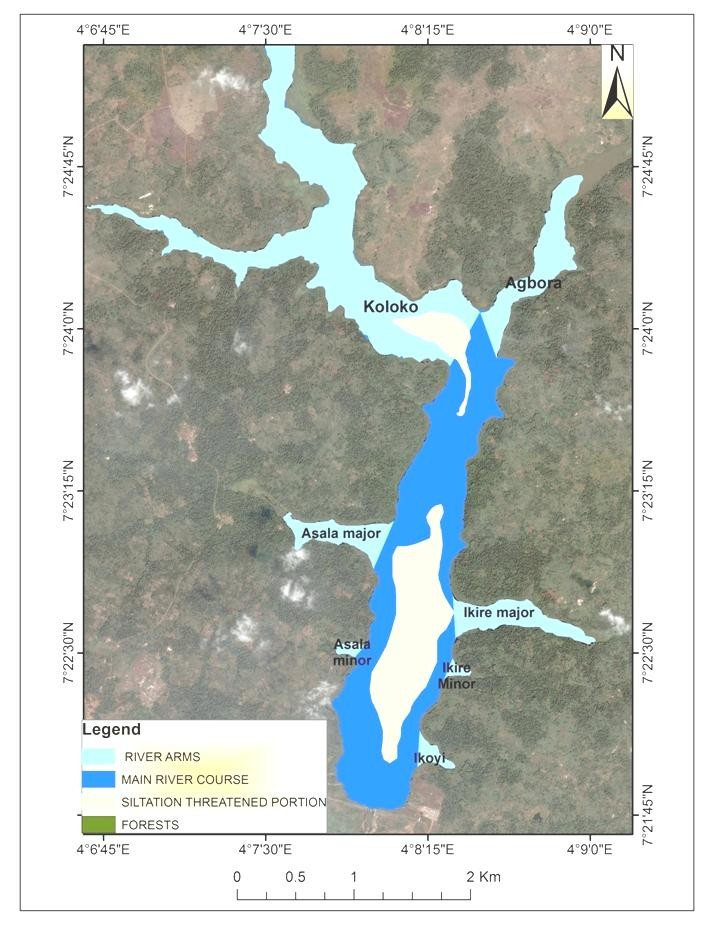 4°6'45"E 4°7'30"E 4°8'15"E 4°9'0"E
N
7°24'45"N 7°24'45"N
Agbora
Koloko
7°24'0"N 7°24'0"N
7°23'15"N 7°23'15"N
Asala major
Ikire major
Asala
minor
7°22'30"N 7°22'30"N
Ikire
Minor
Legend
RIVER ARMS
Ikoyi
MAIN RIVER COURSE
SILTATION THREATENED PORTION
FORESTS
7°21'45"N
4°6'45"E 4°7'30"E 4°8'15"E 4°9'0"E
0 0.5 1 2 Km